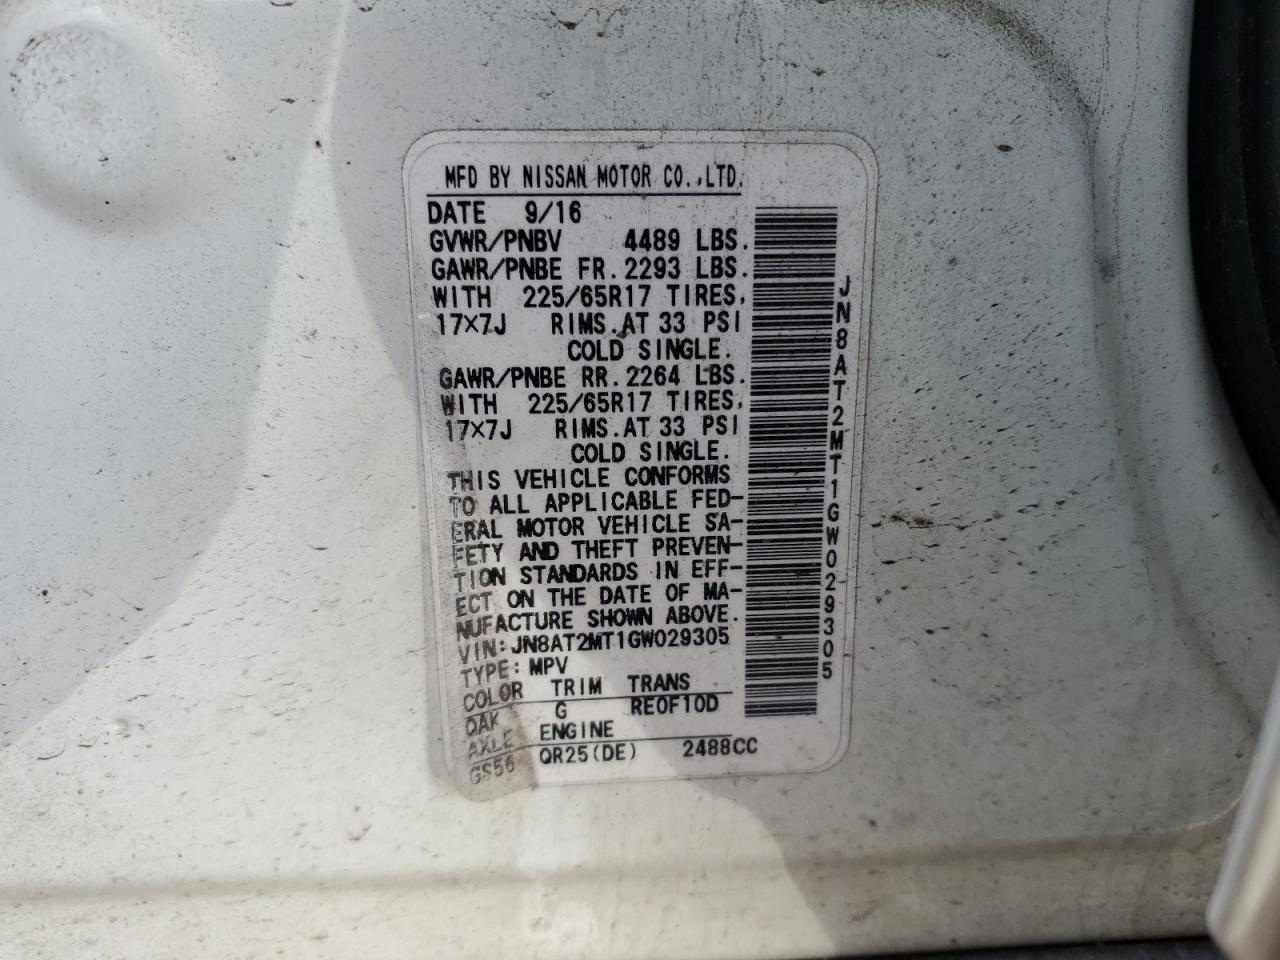 MFD BY NISSAN MOTOR CO.,LTD.
DATE 9/16
GVWR/PNBV 4489 LBS.
GAWR/PNBE FR.2293 LBS.
WITH 225/65R17 TIRES,
17×7J RIMS.AT 33 PSI
COLD SINGLE.
GAWR/PNBE RR.2264 LBS.
WITH 225/65R17 TIRES,
17×7J RIMS.AT 33 PSI
COLD SINGLE.
THIS VEHICLE CONFORMS
TO ALL APPLICABLE FED-
ERAL MOTOR VEHICLE SA-
FETY AND THEFT PREVEN-
TION STANDARDS IN EFF-
ECT ON THE DATE OF MA-
NUFACTURE SHOWN ABOVE.
VIN:JN8AT2MT1GW029305
TYPE:MPV
COLOR TRIM TRANS
QAK G RE0F10D
AXLE ENGINE
GS56 QR25(DE) 2488CC
JN8AT2MT1GW029305